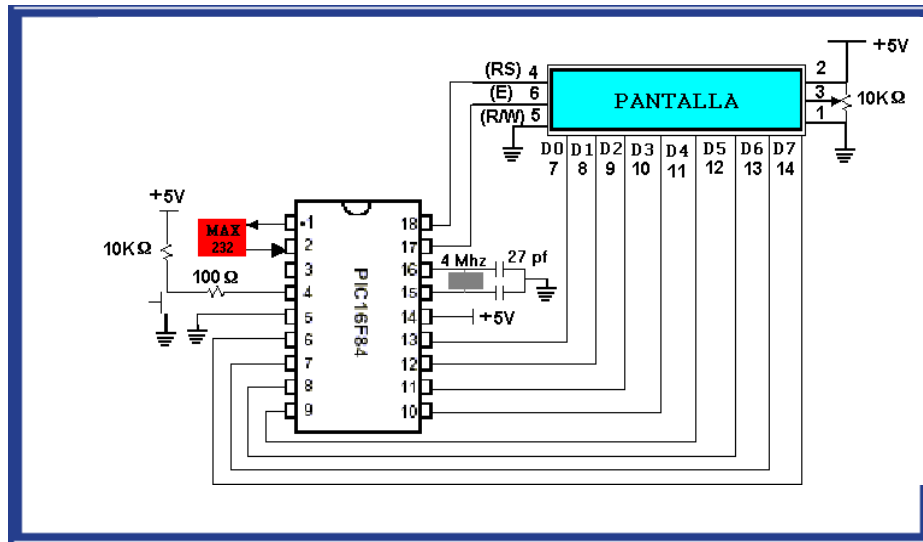 +5V
(RS) 4
2
(E) 6
3
10KΩ
(R/W) 5
1
PANTALLA
D0 D1 D2 D3 D4 D5 D6 D7
7 8 9 10 11 12 13 14
+5V
MAX
232
10KΩ
100 Ω
1
2
3
4
5
6
7
8
9
PIC16F84
18
17
16
15
14
13
12
11
10
4 Mhz
27 pf
+5V